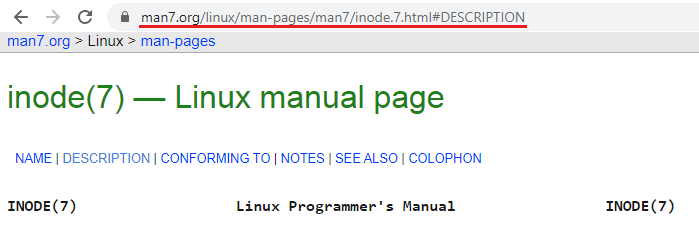 man7.org/linux/man-pages/man7/inode.7.html#DESCRIPTION
man7.org > Linux > man-pages
inode(7) — Linux manual page
NAME | DESCRIPTION | CONFORMING TO | NOTES | SEE ALSO | COLOPHON
INODE(7) Linux Programmer's Manual INODE(7)